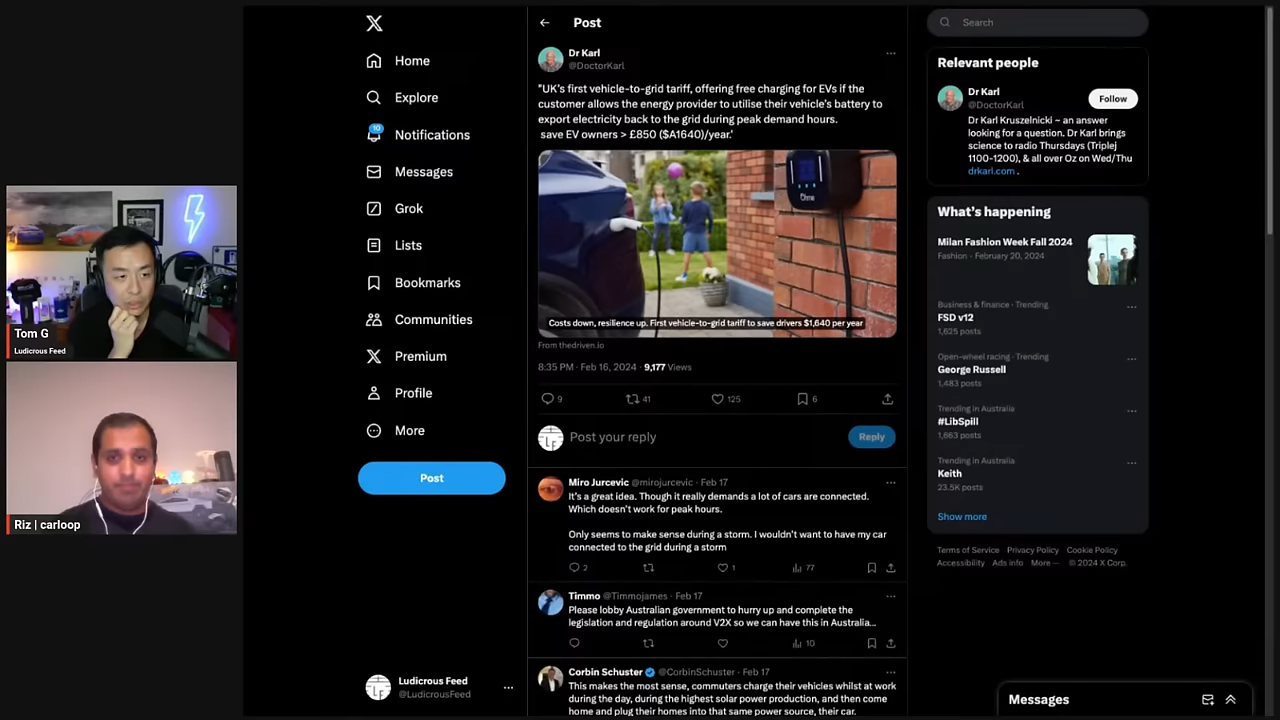 Tom G
Ludicrous Feed
Riz | carloop
Home
Explore
10
Notifications
Messages
Grok
Lists
Bookmarks
Communities
Premium
Profile
More
Post
Ludicrous Feed
@LudicrousFeed
Post
Dr Karl
@DoctorKarl
"UK's first vehicle-to-grid tariff, offering free charging for EVs if the
customer allows the energy provider to utilise their vehicle's battery to
export electricity back to the grid during peak demand hours.
save EV owners > £850 ($A1640)/year.'
Ohme
Costs down, resilience up. First vehicle-to-grid tariff to save drivers $1,640 per year
From thedriven.io
8:35 PM · Feb 16, 2024 · 9,177 Views
9
41
125
6
Post your reply
Reply
Miro Jurcevic @mirojurcevic · Feb 17
It's a great idea. Though it really demands a lot of cars are connected.
Which doesn't work for peak hours.
Only seems to make sense during a storm. I wouldn't want to have my car
connected to the grid during a storm
2
1
77
Timmo @Timmojames · Feb 17
Please lobby Australian government to hurry up and complete the
legislation and regulation around V2X so we can have this in Australia...
10
Corbin Schuster @CorbinSchuster · Feb 17
This makes the most sense, commuters charge their vehicles whilst at work
during the day, during the highest solar power production, and then come
home and plug their homes into that same power source, their car.
Search
Relevant people
Dr Karl
@DoctorKarl
Follow
Dr Karl Kruszelnicki ~ an answer
looking for a question. Dr Karl brings
science to radio Thursdays (Triplej
1100-1200), & all over Oz on Wed/Thu
drkarl.com .
What's happening
Milan Fashion Week Fall 2024
Fashion · February 20, 2024
Business & finance · Trending
FSD v12
1,625 posts
Open-wheel racing · Trending
George Russell
1,483 posts
Trending in Australia
#LibSpill
1,663 posts
Trending in Australia
Keith
23.5K posts
Show more
Terms of Service Privacy Policy Cookie Policy
Accessibility Ads info More ··· © 2024 X Corp.
Messages